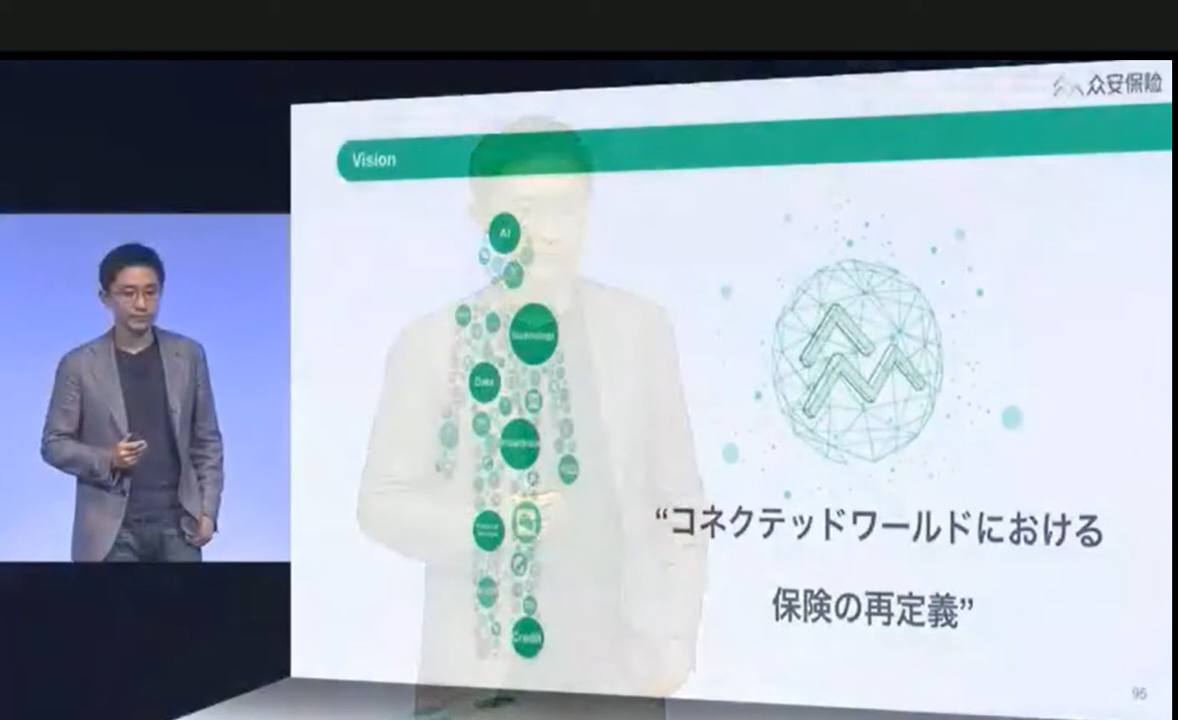 众安保险
Vision
AI
Technology
Data
Credit
“コネクテッドワールドにおける
保険の再定義”
95